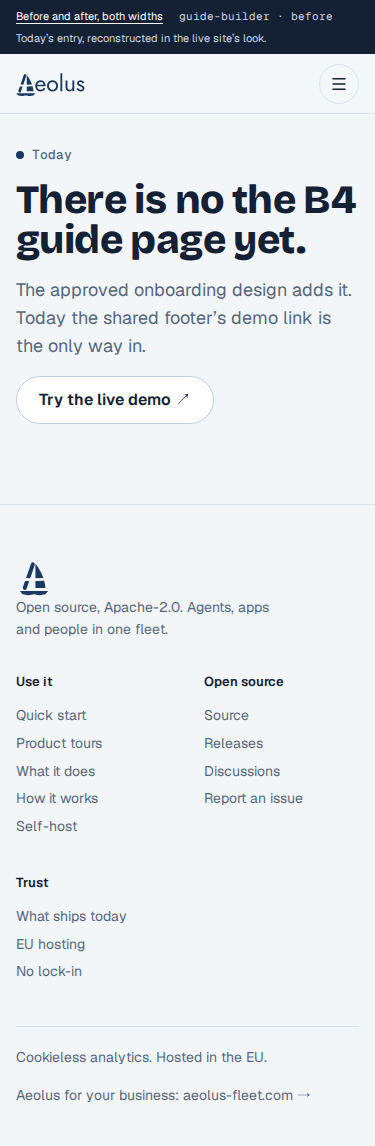 Before and after, both widths guide-builder · before
Today's entry, reconstructed in the live site's look.
Aeolus
Today
There is no the B4
guide page yet.
The approved onboarding design adds it.
Today the shared footer's demo link is
the only way in.
Try the live demo ↗
Open source, Apache-2.0. Agents, apps
and people in one fleet.
Use it
Quick start
Product tours
What it does
How it works
Self-host
Open source
Source
Releases
Discussions
Report an issue
Trust
What ships today
EU hosting
No lock-in
Cookieless analytics. Hosted in the EU.
Aeolus for your business: aeolus-fleet.com →